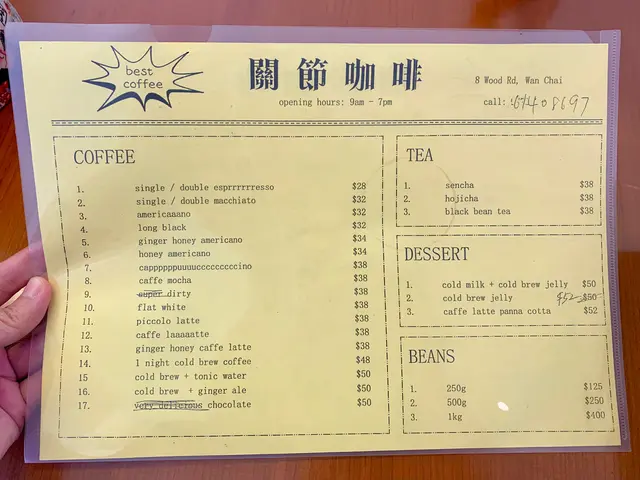 best
coffee
關節咖啡
opening hours: 9am - 7pm
8 Wood Rd, Wan Chai
call:
COFFEE
1. single / double esprrrrrresso $28
2. single / double macchiato $32
3. americaaano $32
4. long black $32
5. ginger honey americano $34
6. honey americano $34
7. cappppppuuuucccccccccino $38
8. caffe mocha $38
9. super dirty $38
10. flat white $38
11. piccolo latte $38
12. caffe laaaaatte $38
13. ginger honey caffe latte $38
14. 1 night cold brew coffee $48
15 cold brew + tonic water $50
16. cold brew + ginger ale $50
17. very delicious chocolate $50
TEA
1. sencha $38
2. hojicha $38
3. black bean tea $38
DESSERT
1. cold milk + cold brew jelly $50
2. cold brew jelly $52 $50
3. caffe latte panna cotta $52
BEANS
1. 250g $125
2. 500g $250
3. 1kg $400